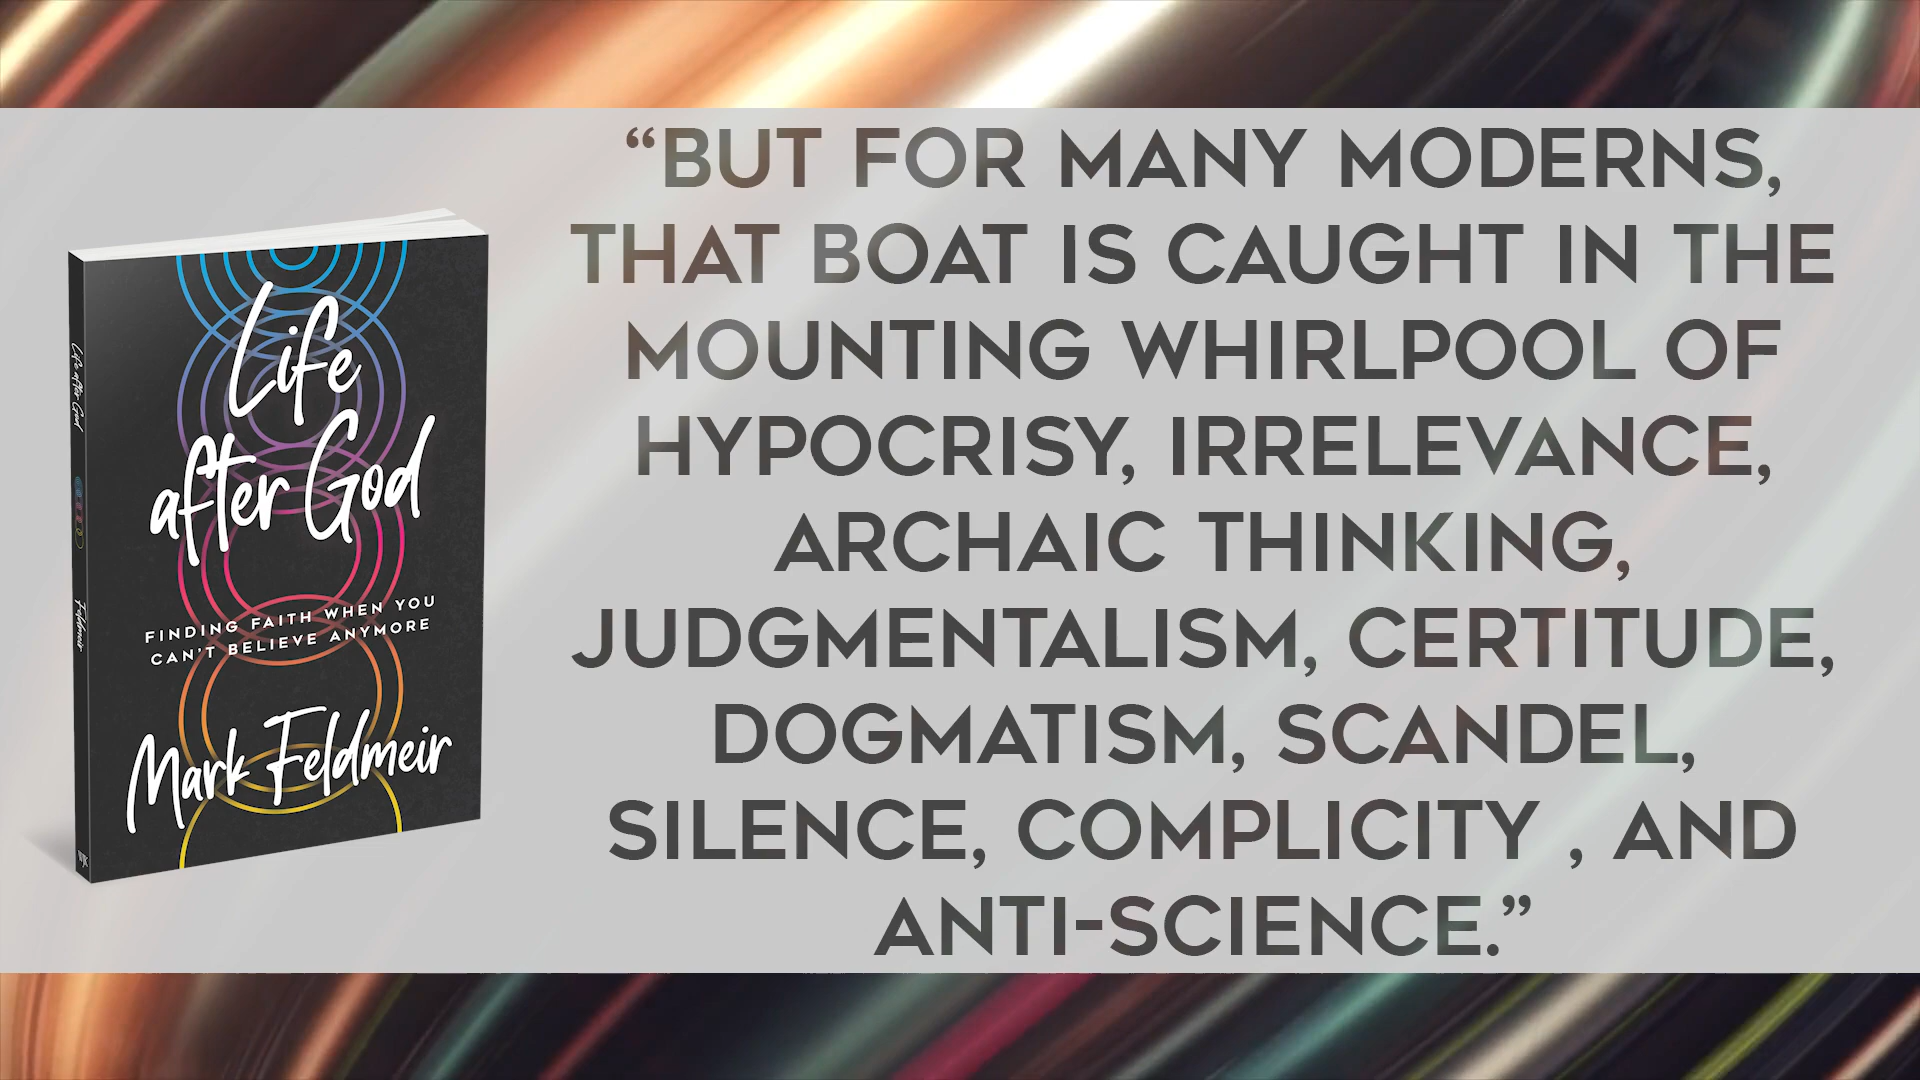 Life
after God
FINDING FAITH WHEN YOU
CAN'T BELIEVE ANYMORE
Mark Feldmeir
Life after God
Feldmeir
WJK
“BUT FOR MANY MODERNS,
THAT BOAT IS CAUGHT IN THE
MOUNTING WHIRLPOOL OF
HYPOCRISY, IRRELEVANCE,
ARCHAIC THINKING,
JUDGMENTALISM, CERTITUDE,
DOGMATISM, SCANDEL,
SILENCE, COMPLICITY , AND
ANTI-SCIENCE.”